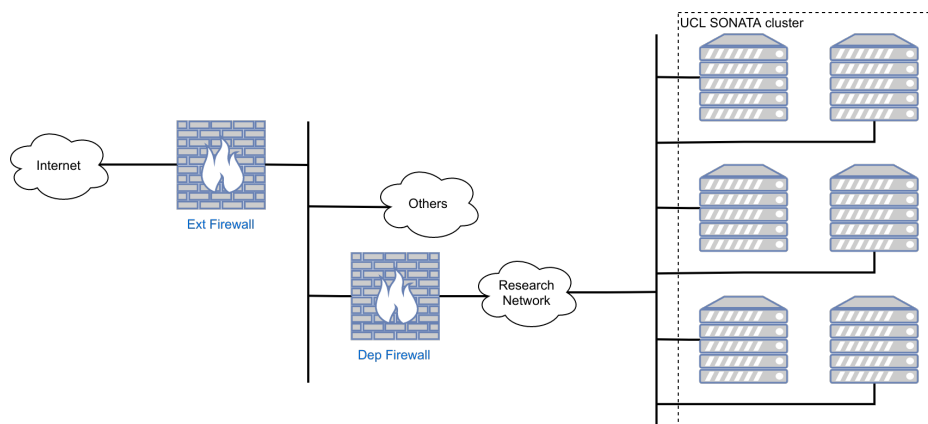 UCL SONATA cluster
Internet
Ext Firewall
Others
Dep Firewall
Research
Network